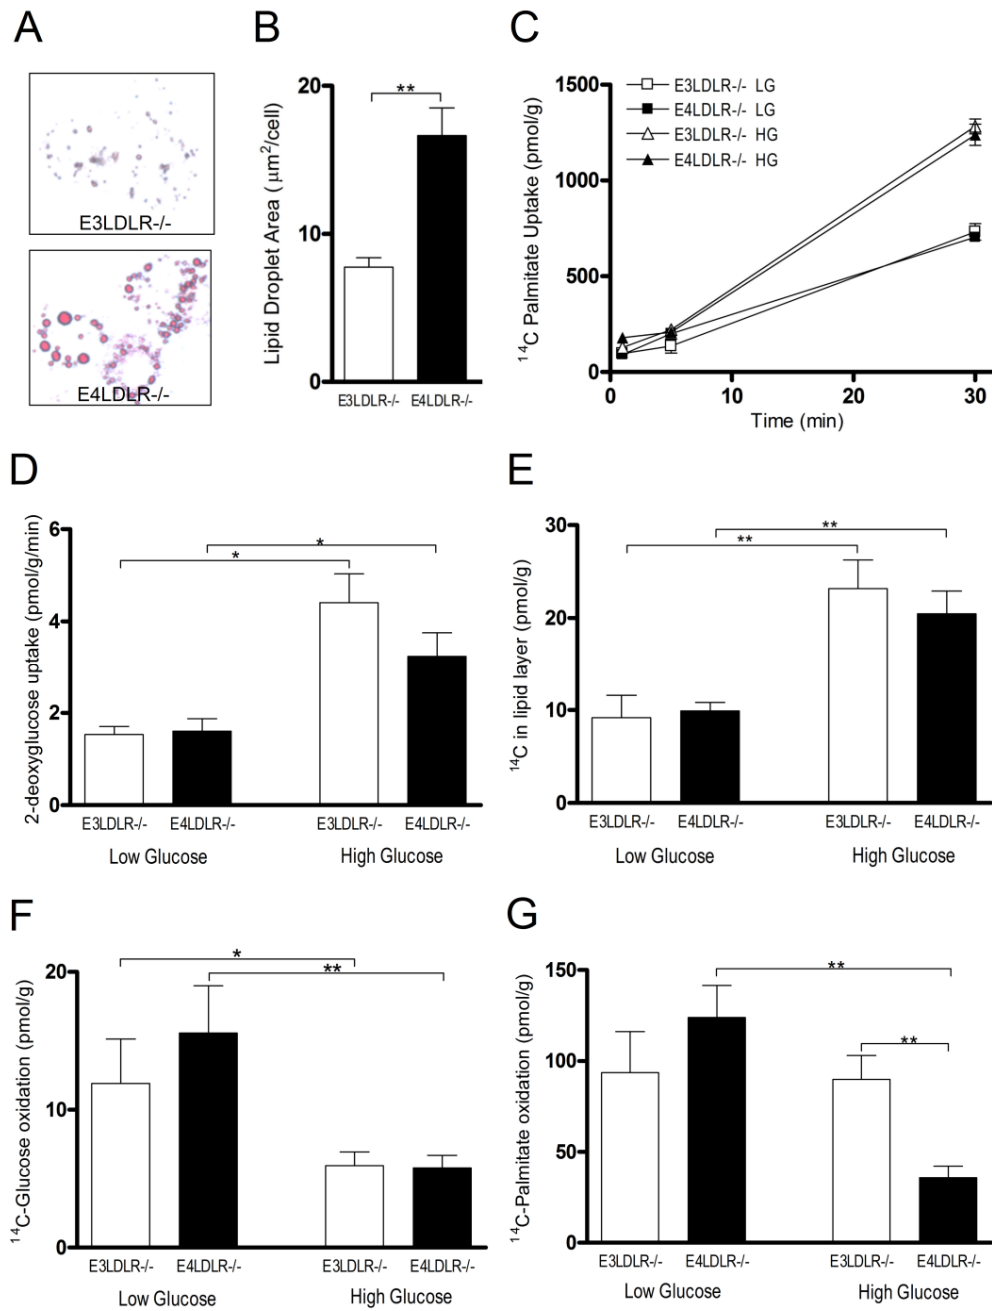 A
E3LDLR-/-
E4LDLR-/-
B
Lipid Droplet Area ( μm²/cell)
20
10
0
**
E3LDLR-/- E4LDLR-/-
C
¹⁴C Palmitate Uptake (pmol/g)
1500
1000
500
0
E3LDLR-/- LG
E4LDLR-/- LG
E3LDLR-/- HG
E4LDLR-/- HG
0 10 20 30
Time (min)
D
2-deoxyglucose uptake (pmol/g/min)
6
4
2
0
*
*
E3LDLR-/- E4LDLR-/- E3LDLR-/- E4LDLR-/-
Low Glucose High Glucose
E
¹⁴C in lipid layer (pmol/g)
30
20
10
0
**
**
E3LDLR-/- E4LDLR-/- E3LDLR-/- E4LDLR-/-
Low Glucose High Glucose
F
¹⁴C-Glucose oxidation (pmol/g)
20
10
0
*
**
E3LDLR-/- E4LDLR-/- E3LDLR-/- E4LDLR-/-
Low Glucose High Glucose
G
¹⁴C-Palmitate oxidation (pmol/g)
150
100
50
0
**
**
E3LDLR-/- E4LDLR-/- E3LDLR-/- E4LDLR-/-
Low Glucose High Glucose